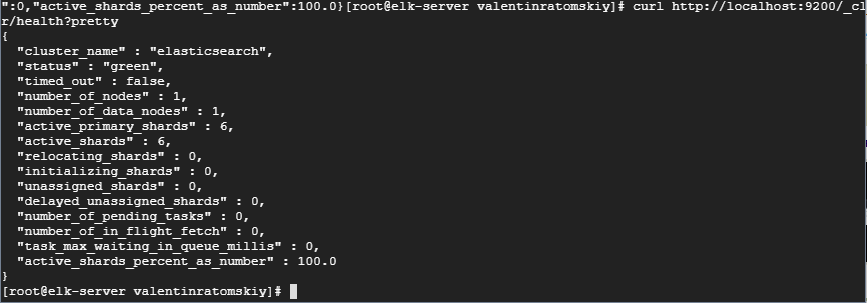 ":0,"active_shards_percent_as_number":100.0}[root@elk-server valentinratomskiy]# curl http://localhost:9200/_cl
r/health?pretty
{
  "cluster_name" : "elasticsearch",
  "status" : "green",
  "timed_out" : false,
  "number_of_nodes" : 1,
  "number_of_data_nodes" : 1,
  "active_primary_shards" : 6,
  "active_shards" : 6,
  "relocating_shards" : 0,
  "initializing_shards" : 0,
  "unassigned_shards" : 0,
  "delayed_unassigned_shards" : 0,
  "number_of_pending_tasks" : 0,
  "number_of_in_flight_fetch" : 0,
  "task_max_waiting_in_queue_millis" : 0,
  "active_shards_percent_as_number" : 100.0
}
[root@elk-server valentinratomskiy]#